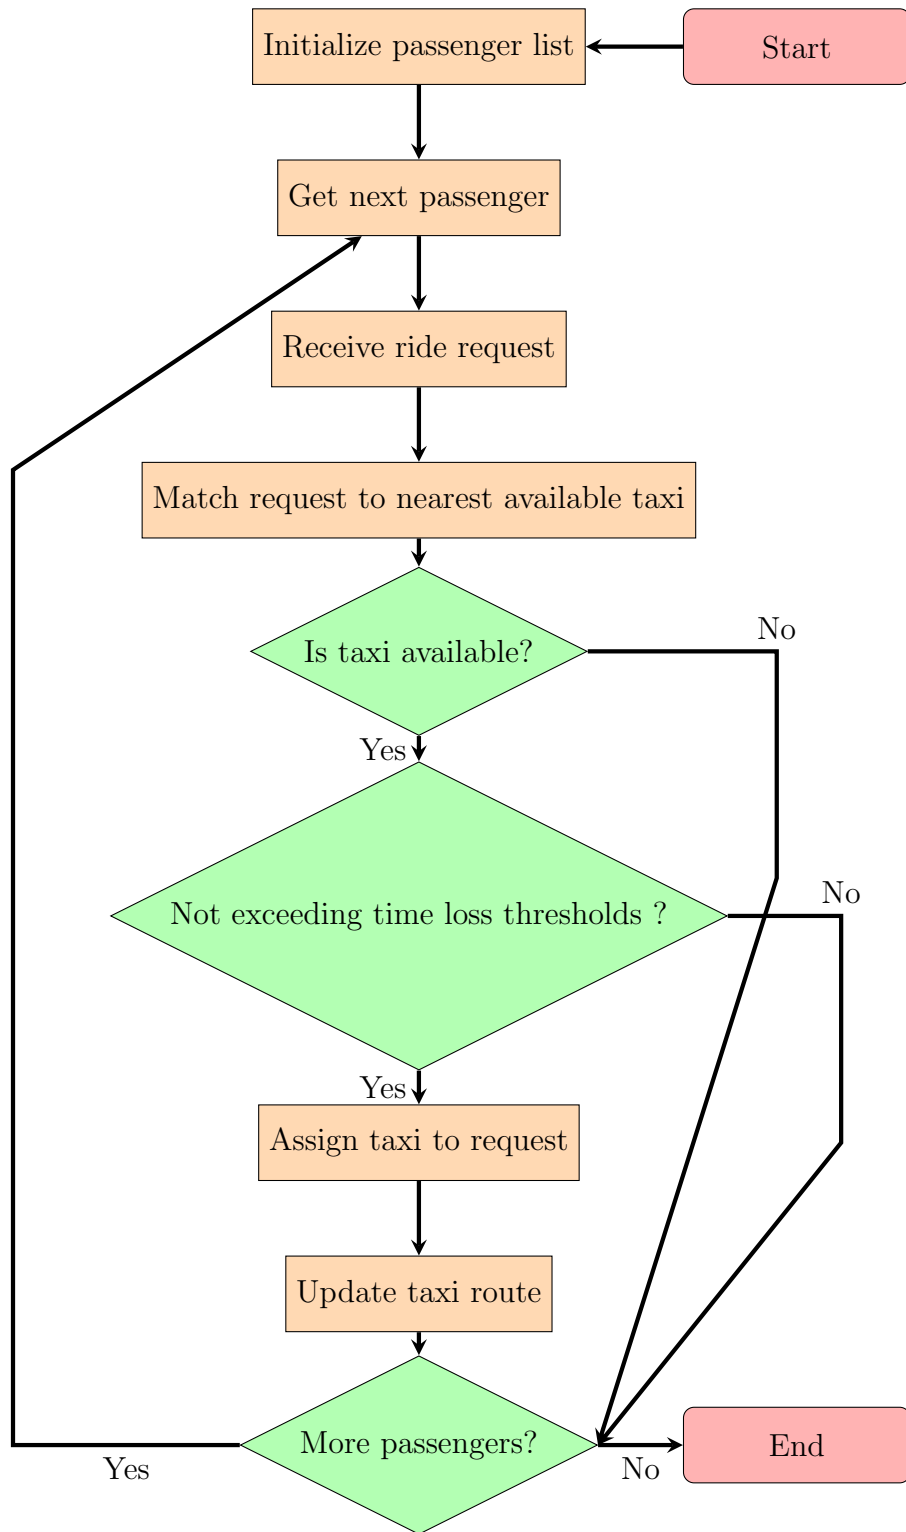 Initialize passenger list
Start
Get next passenger
Receive ride request
Match request to nearest available taxi
Is taxi available?
No
Yes
Not exceeding time loss thresholds ?
No
Yes
Assign taxi to request
Update taxi route
More passengers?
Yes
No
End